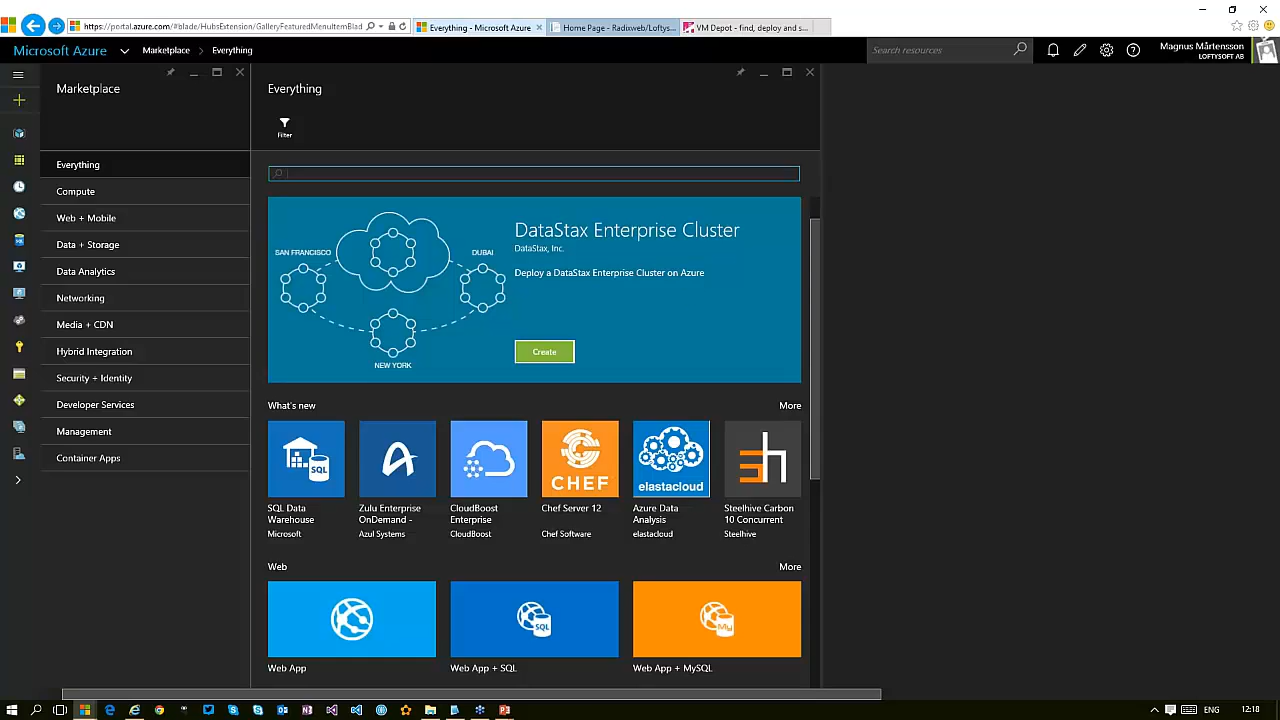 https://portal.azure.com/#blade/HubsExtension/GalleryFeaturedMenuItemBlad
Everything - Microsoft Azure
Home Page - Radixweb/Loftys...
VM Depot - find, deploy and s...
Microsoft Azure
Marketplace
Everything
Search resources
Magnus Mårtensson
LOFTYSOFT AB
Marketplace
Everything
Compute
Web + Mobile
Data + Storage
Data Analytics
Networking
Media + CDN
Hybrid Integration
Security + Identity
Developer Services
Management
Container Apps
Everything
Filter
SAN FRANCISCO
DUBAI
NEW YORK
DataStax Enterprise Cluster
DataStax, Inc.
Deploy a DataStax Enterprise Cluster on Azure
Create
What's new
More
SQL
CHEF
elastacloud
SQL Data
Warehouse
Microsoft
Zulu Enterprise
OnDemand -
Azul Systems
CloudBoost
Enterprise
CloudBoost
Chef Server 12
Chef Software
Azure Data
Analysis
elastacloud
Steelhive Carbon
10 Concurrent
Steelhive
Web
More
SQL
My
Web App
Web App + SQL
Web App + MySQL
ENG
12:18